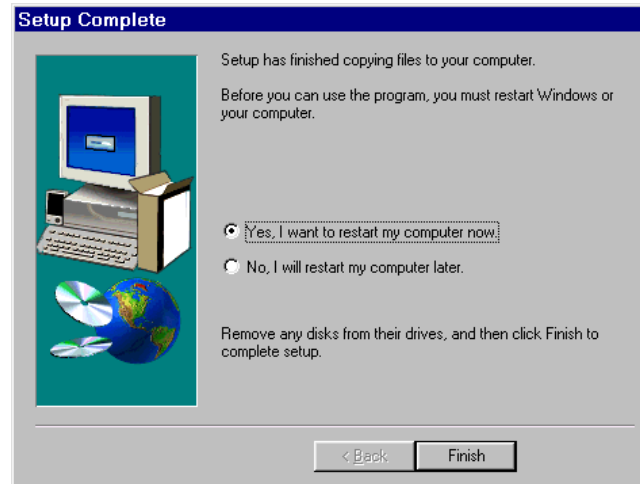 Setup Complete
Setup has finished copying files to your computer.
Before you can use the program, you must restart Windows or
your computer.
Yes, I want to restart my computer now.
No, I will restart my computer later.
Remove any disks from their drives, and then click Finish to
complete setup.
< Back
Finish